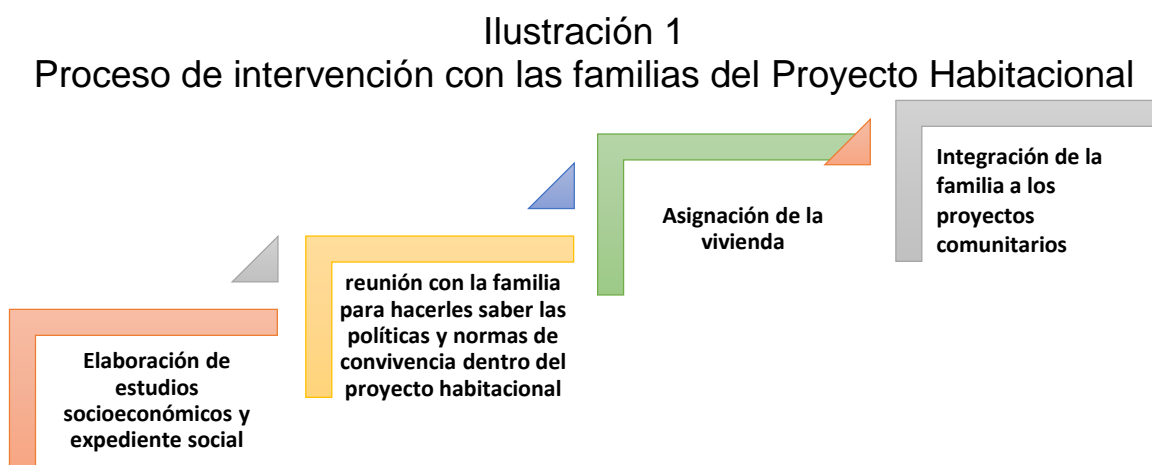 Ilustración 1
Proceso de intervención con las familias del Proyecto Habitacional
Elaboración de
estudios
socioeconómicos y
expediente social
reunión con la familia
para hacerles saber las
políticas y normas de
convivencia dentro del
proyecto habitacional
Asignación de la
vivienda
Integración de la
familia a los
proyectos
comunitarios